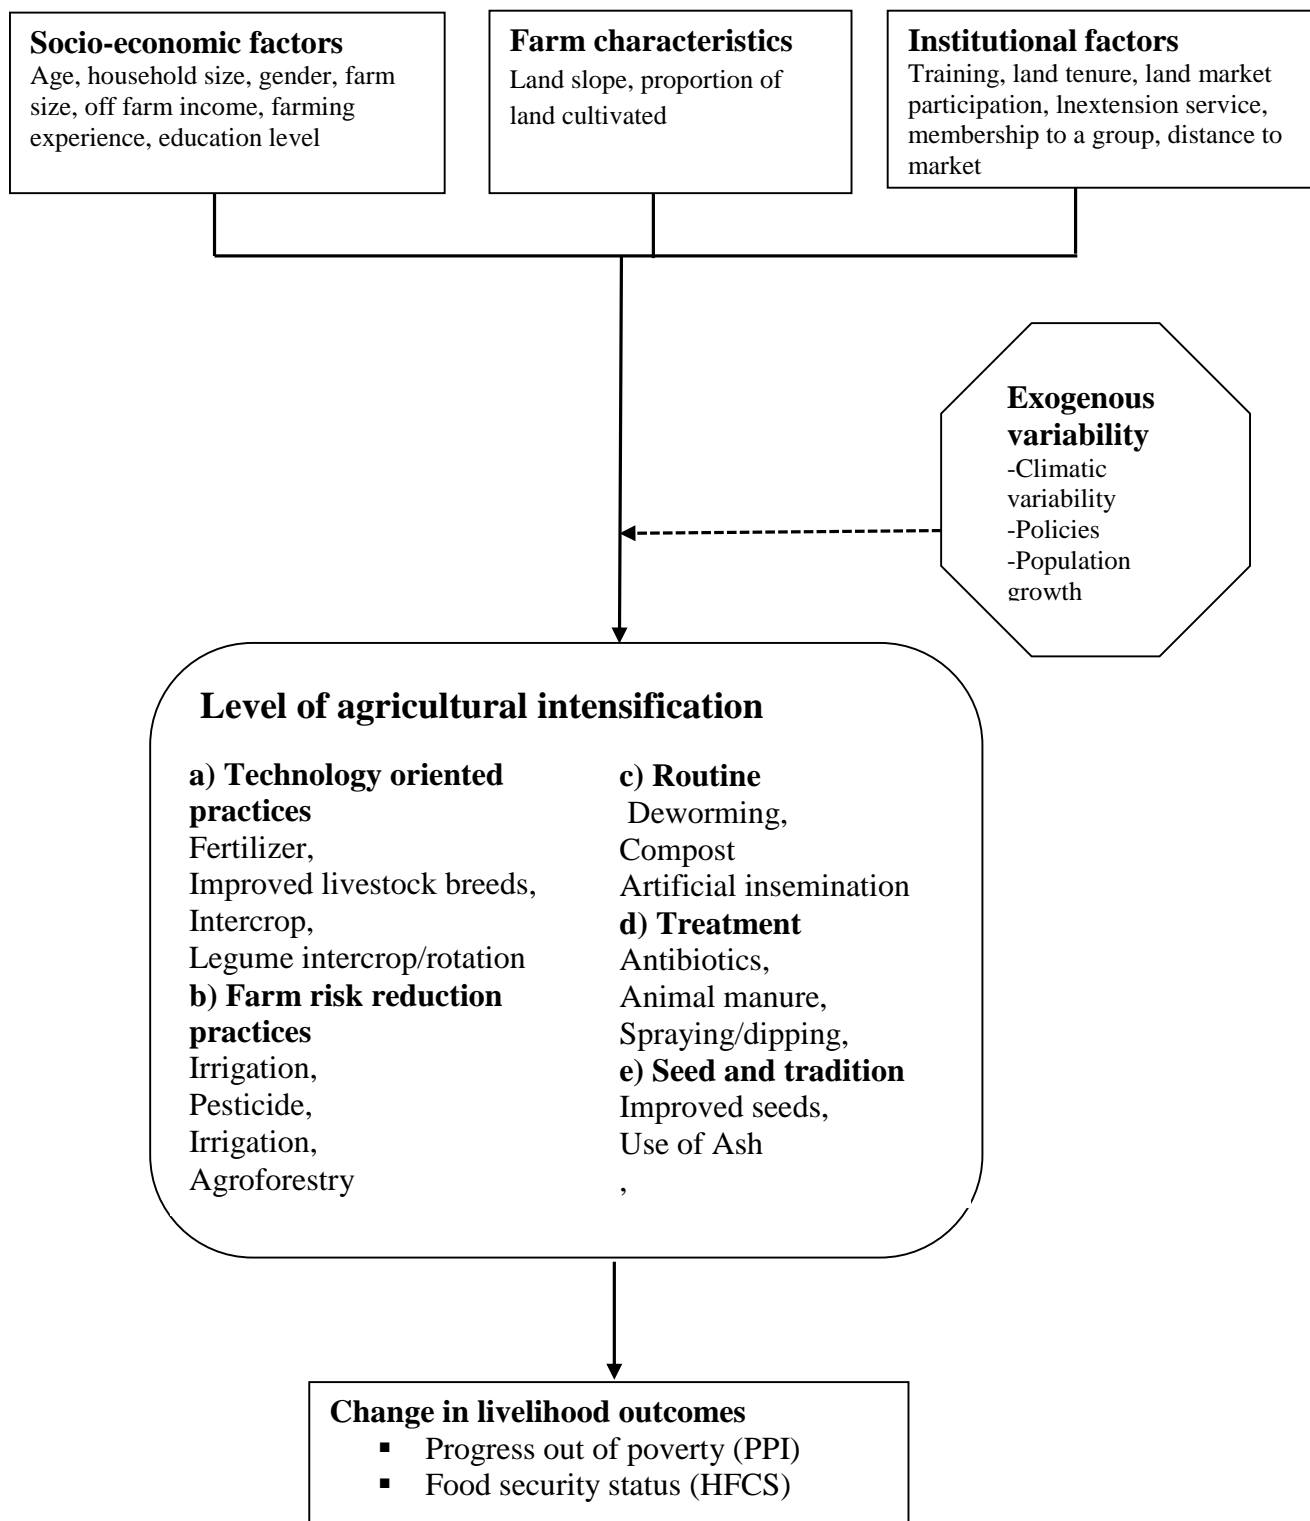 Socio-economic factors
Age, household size, gender, farm
size, off farm income, farming
experience, education level
Farm characteristics
Land slope, proportion of
land cultivated
Institutional factors
Training, land tenure, land market
participation, lnextension service,
membership to a group, distance to
market
Exogenous
variability
-Climatic
variability
-Policies
-Population
growth
Level of agricultural intensification
a) Technology oriented
practices
Fertilizer,
Improved livestock breeds,
Intercrop,
Legume intercrop/rotation
b) Farm risk reduction
practices
Irrigation,
Pesticide,
Irrigation,
Agroforestry
c) Routine
Deworming,
Compost
Artificial insemination
d) Treatment
Antibiotics,
Animal manure,
Spraying/dipping,
e) Seed and tradition
Improved seeds,
Use of Ash
,
Change in livelihood outcomes
▪ Progress out of poverty (PPI)
▪ Food security status (HFCS)